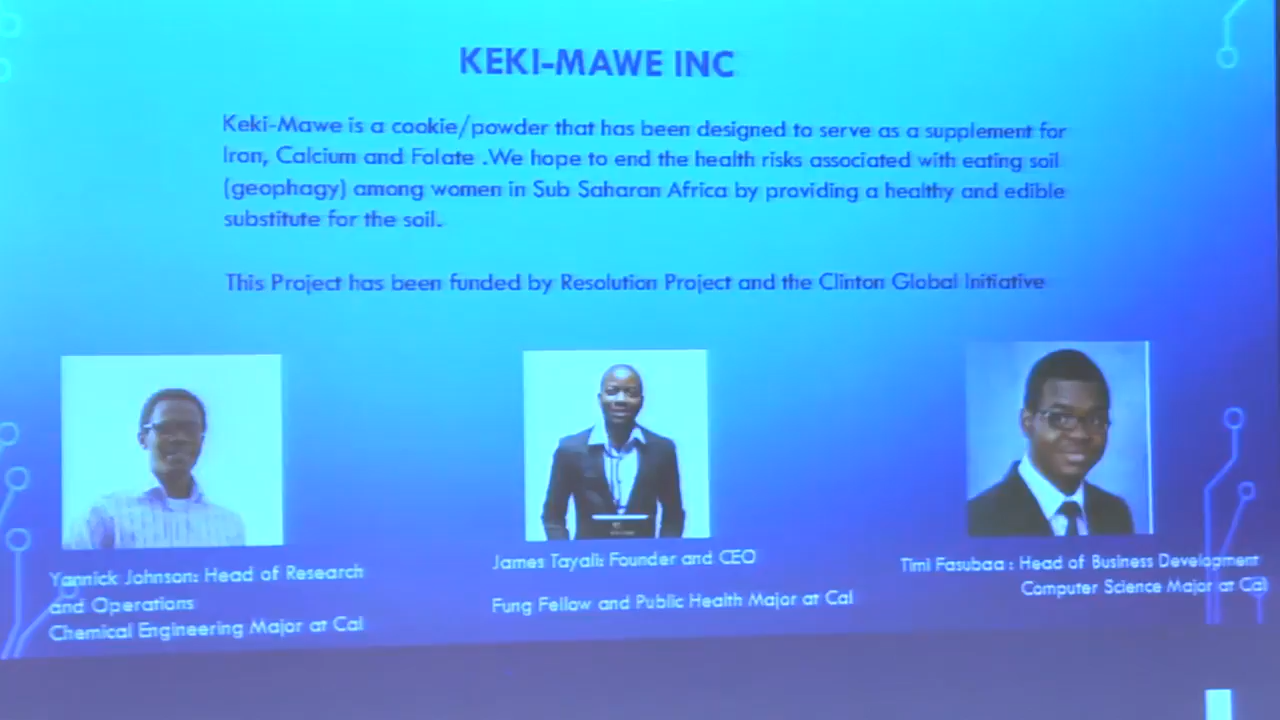 KEKI-MAWE INC
Keki-Mawe is a cookie/powder that has been designed to serve as a supplement for
Iron, Calcium and Folate .We hope to end the health risks associated with eating soil
(geophagy) among women in Sub Saharan Africa by providing a healthy and edible
substitute for the soil.
This Project has been funded by Resolution Project and the Clinton Global Initiative
Yannick Johnson: Head of Research
and Operations
Chemical Engineering Major at Cal
James Tayali: Founder and CEO
Fung Fellow and Public Health Major at Cal
Timi Fasubaa : Head of Business Development
Computer Science Major at Cal